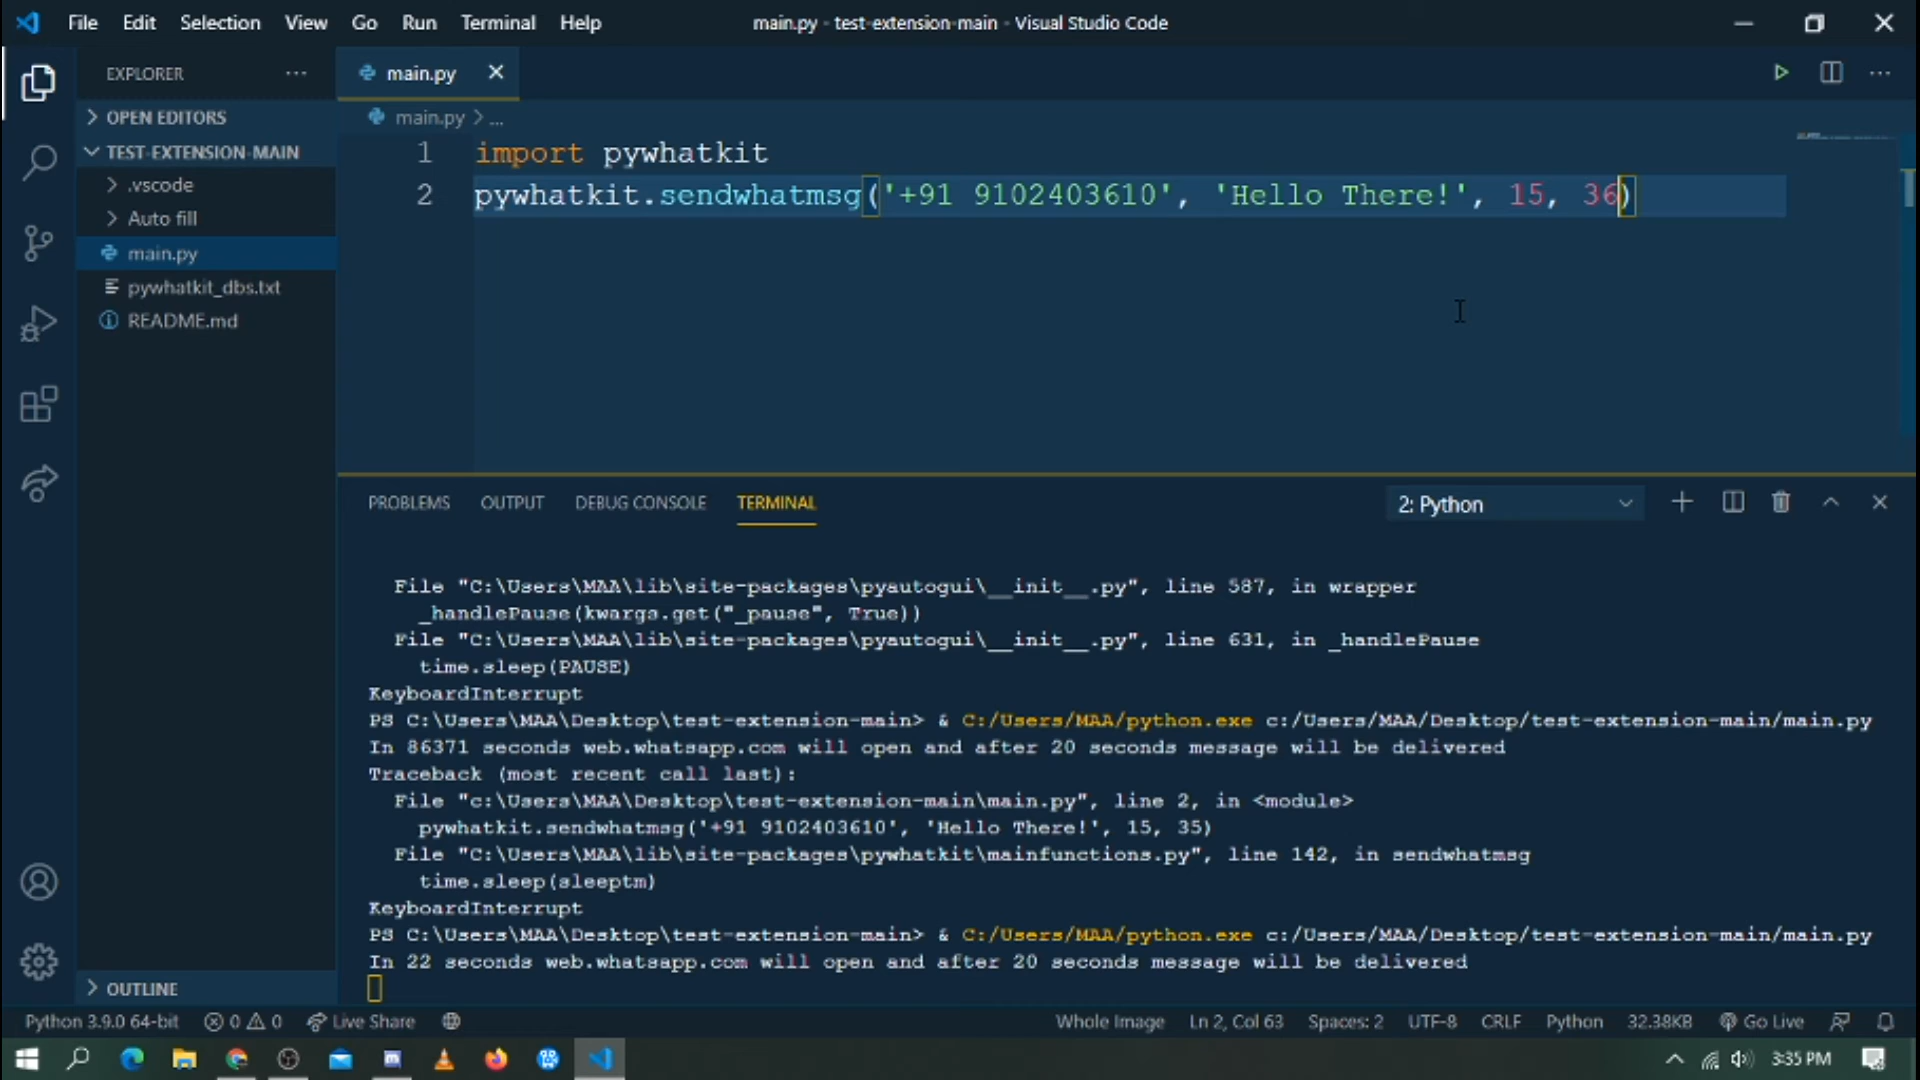 File Edit Selection View Go Run Terminal Help
main.py - test-extension-main - Visual Studio Code
EXPLORER
OPEN EDITORS
TEST-EXTENSION-MAIN
.vscode
Auto fill
main.py
pywhatkit_dbs.txt
README.md
OUTLINE
main.py
main.py > ...
1 import pywhatkit
2 pywhatkit.sendwhatmsg('+91 9102403610', 'Hello There!', 15, 36)
PROBLEMS OUTPUT DEBUG CONSOLE TERMINAL
2: Python
File "C:\Users\MAA\lib\site-packages\pyautogui\__init__.py", line 587, in wrapper
_handlePause(kwargs.get("_pause", True))
File "C:\Users\MAA\lib\site-packages\pyautogui\__init__.py", line 631, in _handlePause
time.sleep(PAUSE)
KeyboardInterrupt
PS C:\Users\MAA\Desktop\test-extension-main> & C:/Users/MAA/python.exe c:/Users/MAA/Desktop/test-extension-main/main.py
In 86371 seconds web.whatsapp.com will open and after 20 seconds message will be delivered
Traceback (most recent call last):
File "c:\Users\MAA\Desktop\test-extension-main\main.py", line 2, in <module>
pywhatkit.sendwhatmsg('+91 9102403610', 'Hello There!', 15, 35)
File "C:\Users\MAA\lib\site-packages\pywhatkit\mainfunctions.py", line 142, in sendwhatmsg
time.sleep(sleeptm)
KeyboardInterrupt
PS C:\Users\MAA\Desktop\test-extension-main> & C:/Users/MAA/python.exe c:/Users/MAA/Desktop/test-extension-main/main.py
In 22 seconds web.whatsapp.com will open and after 20 seconds message will be delivered
Python 3.9.0 64-bit 0 0 Live Share Whole Image Ln 2, Col 63 Spaces: 2 UTF-8 CRLF Python 32.38KB Go Live
3:35 PM